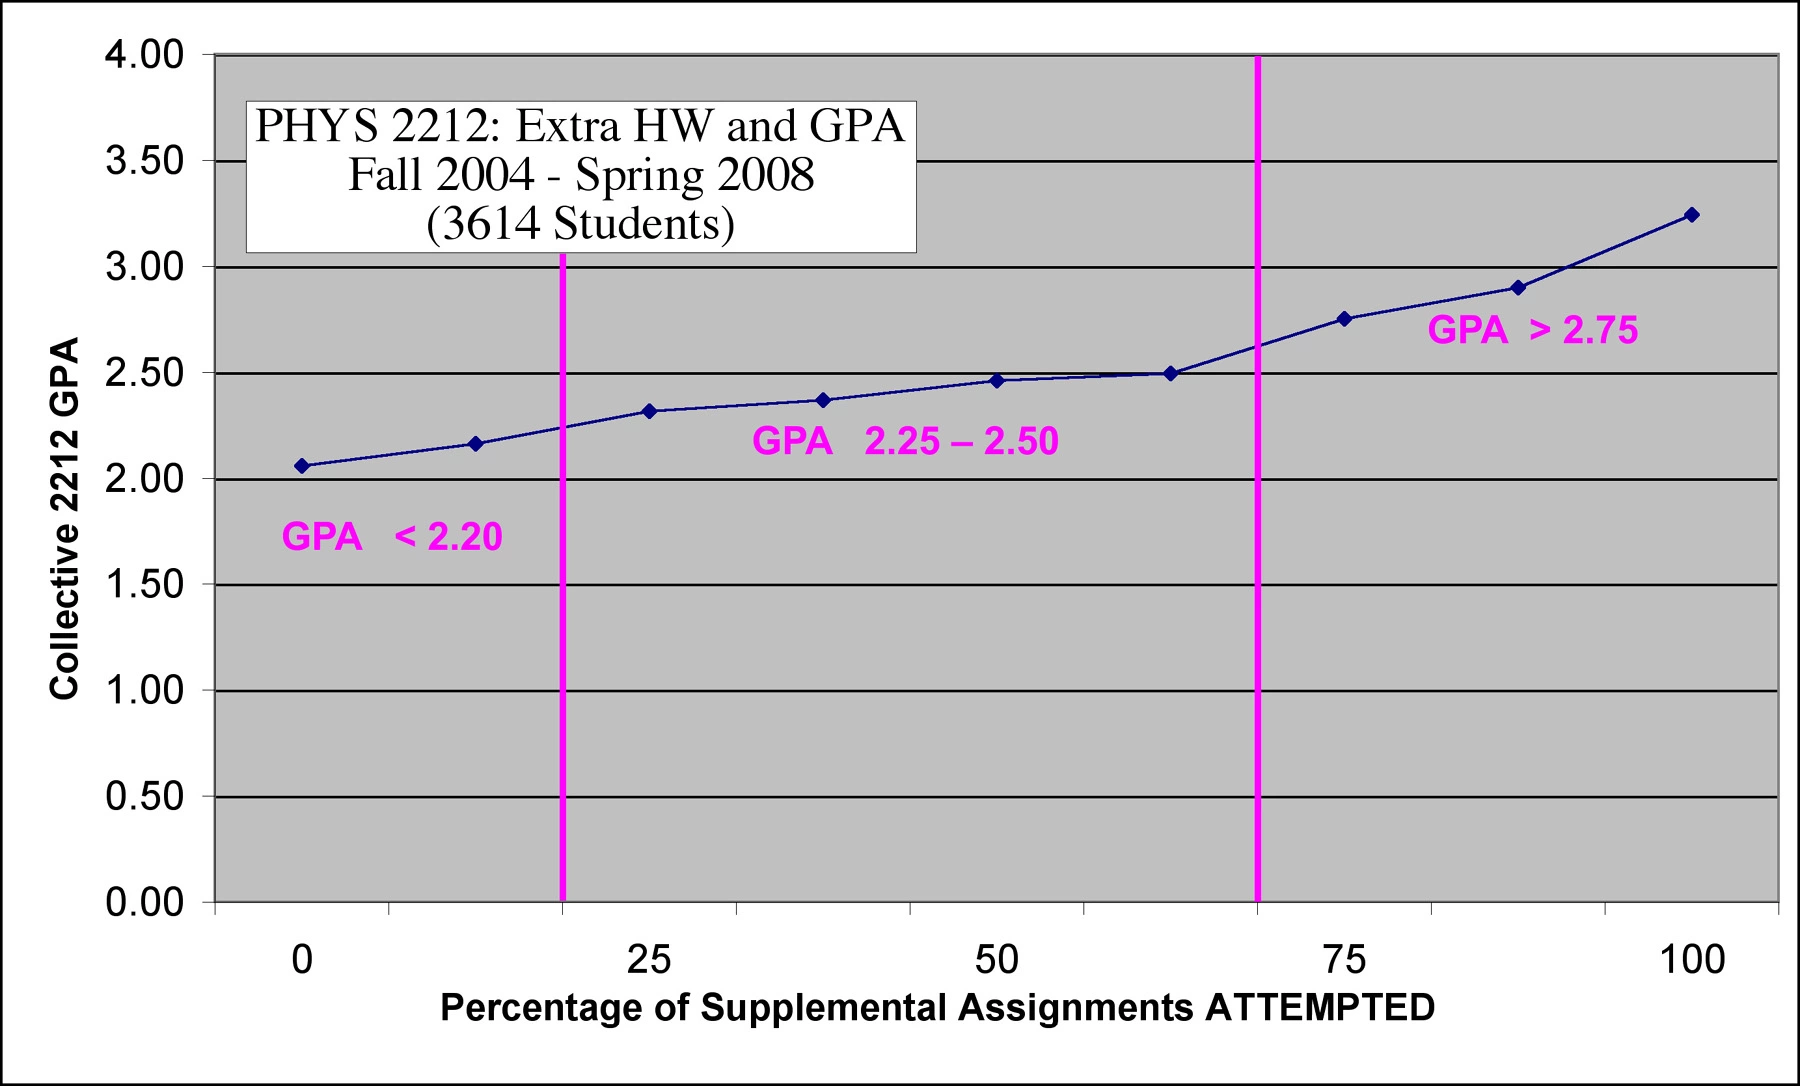 PHYS 2212: Extra HW and GPA
Fall 2004 - Spring 2008
(3614 Students)
4.00
3.50
3.00
2.50
2.00
1.50
1.00
0.50
0.00
Collective 2212 GPA
GPA < 2.20
GPA 2.25 – 2.50
GPA > 2.75
0 25 50 75 100
Percentage of Supplemental Assignments ATTEMPTED